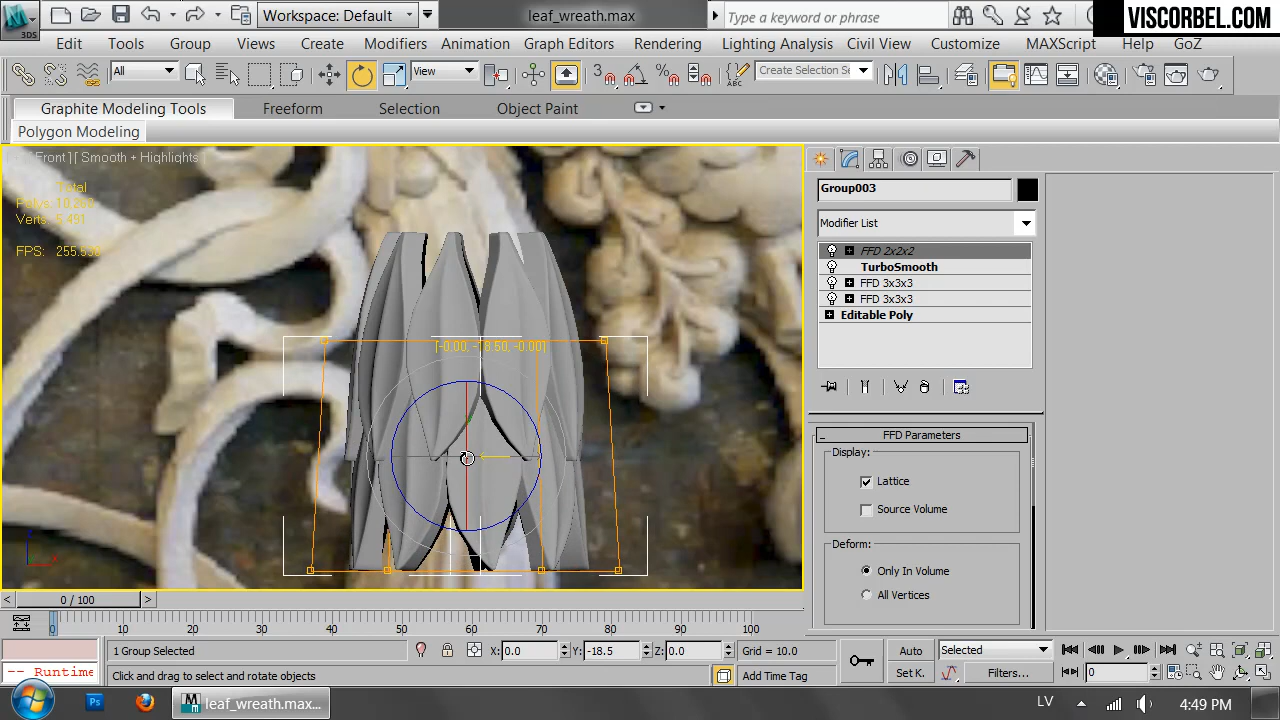 Workspace: Default
leaf_wreath.max
Type a keyword or phrase
VISCORBEL.COM
3DS
Edit Tools Group Views Create Modifiers Animation Graph Editors Rendering Lighting Analysis Civil View Customize MAXScript Help GoZ
All
View
3
ABC
Create Selection Se
Graphite Modeling Tools Freeform Selection Object Paint
Polygon Modeling
Front ] [ Smooth + Highlights ]
Total
Polys:
Verts:
FPS:
[-0.00, -18.50, -0.00]
Group003
Modifier List
FFD 2x2x2
TurboSmooth
FFD 3x3x3
FFD 3x3x3
Editable Poly
FFD Parameters
Display:
Lattice
Source Volume
Deform:
Only In Volume
All Vertices
< 0 / 100 >
0 10 20 30 40 50 60 70 80 90 100
1 Group Selected X: 0.0 Y: -18.5 Z: 0.0 Grid = 10.0 Auto Selected
-- Runtime Click and drag to select and rotate objects Add Time Tag Set K. Filters... 0
Ps leaf_wreath.max... LV 4:49 PM